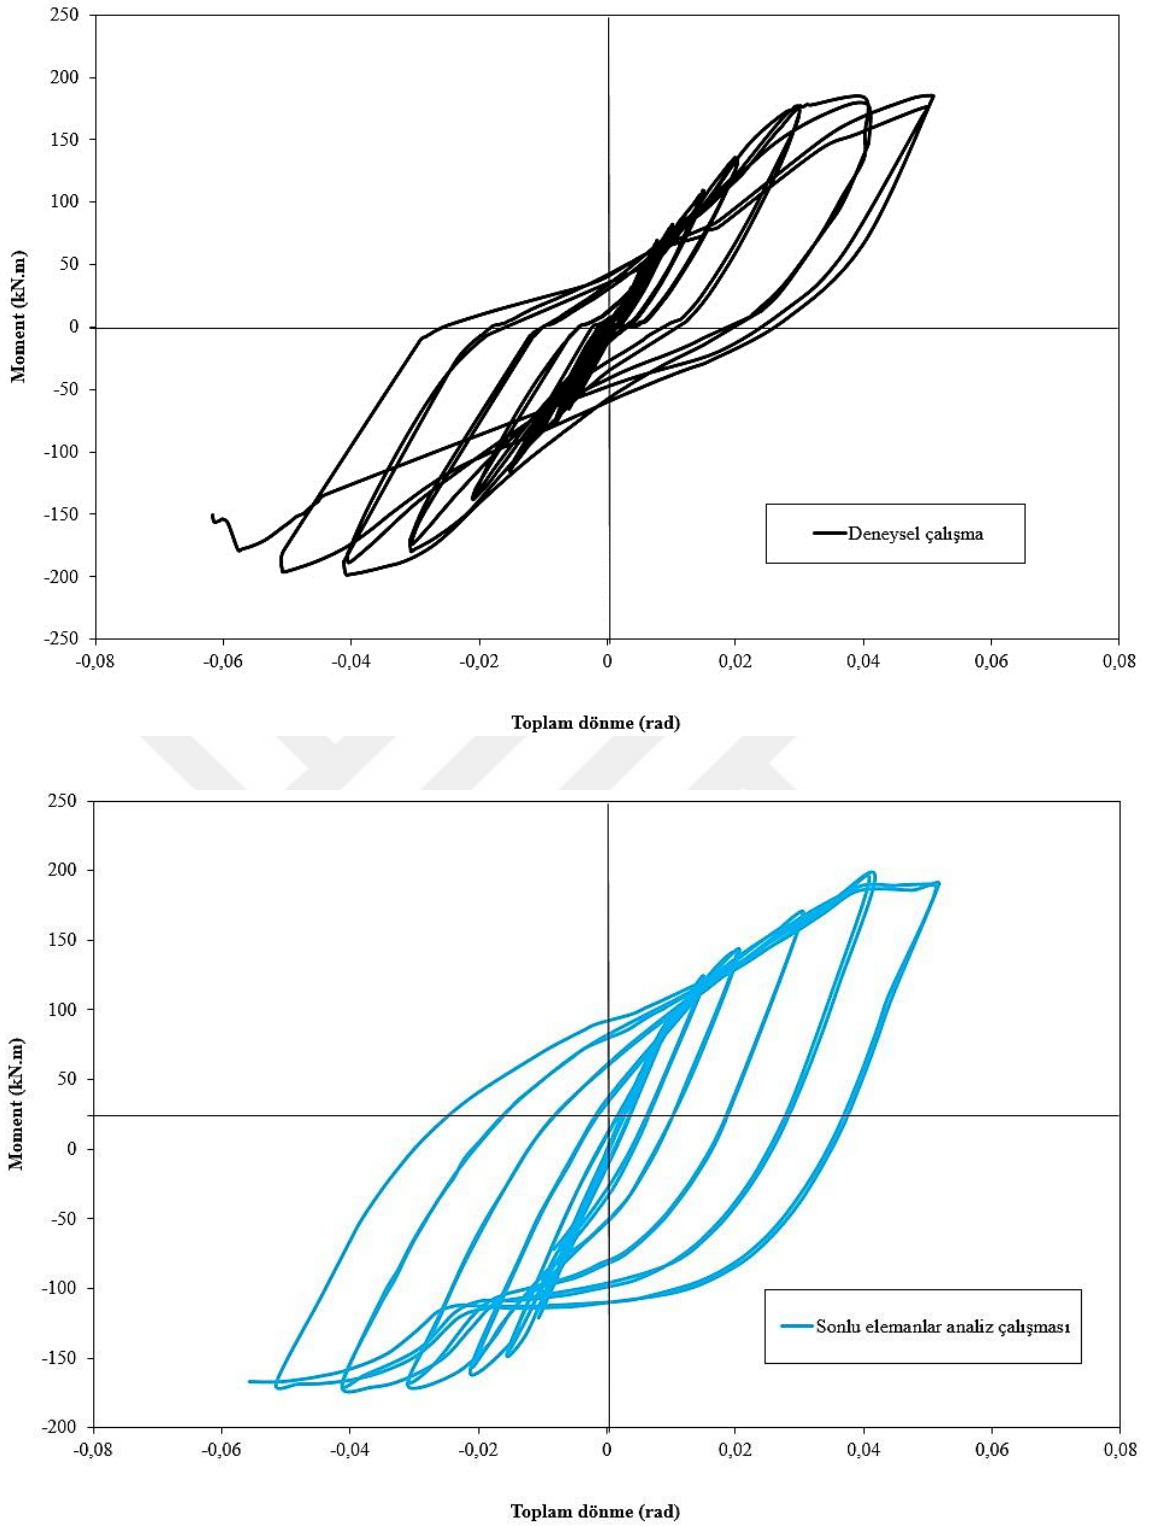 250
200
150
100
50
0
-50
-100
-150
-200
-250
Moment (kN.m)
Deneysel çalışma
-0,08 -0,06 -0,04 -0,02 0 0,02 0,04 0,06 0,08
Toplam dönme (rad)
250
200
150
100
50
0
-50
-100
-150
-200
Moment (kN.m)
Sonlu elemanlar analiz çalışması
-0,08 -0,06 -0,04 -0,02 0 0,02 0,04 0,06 0,08
Toplam dönme (rad)